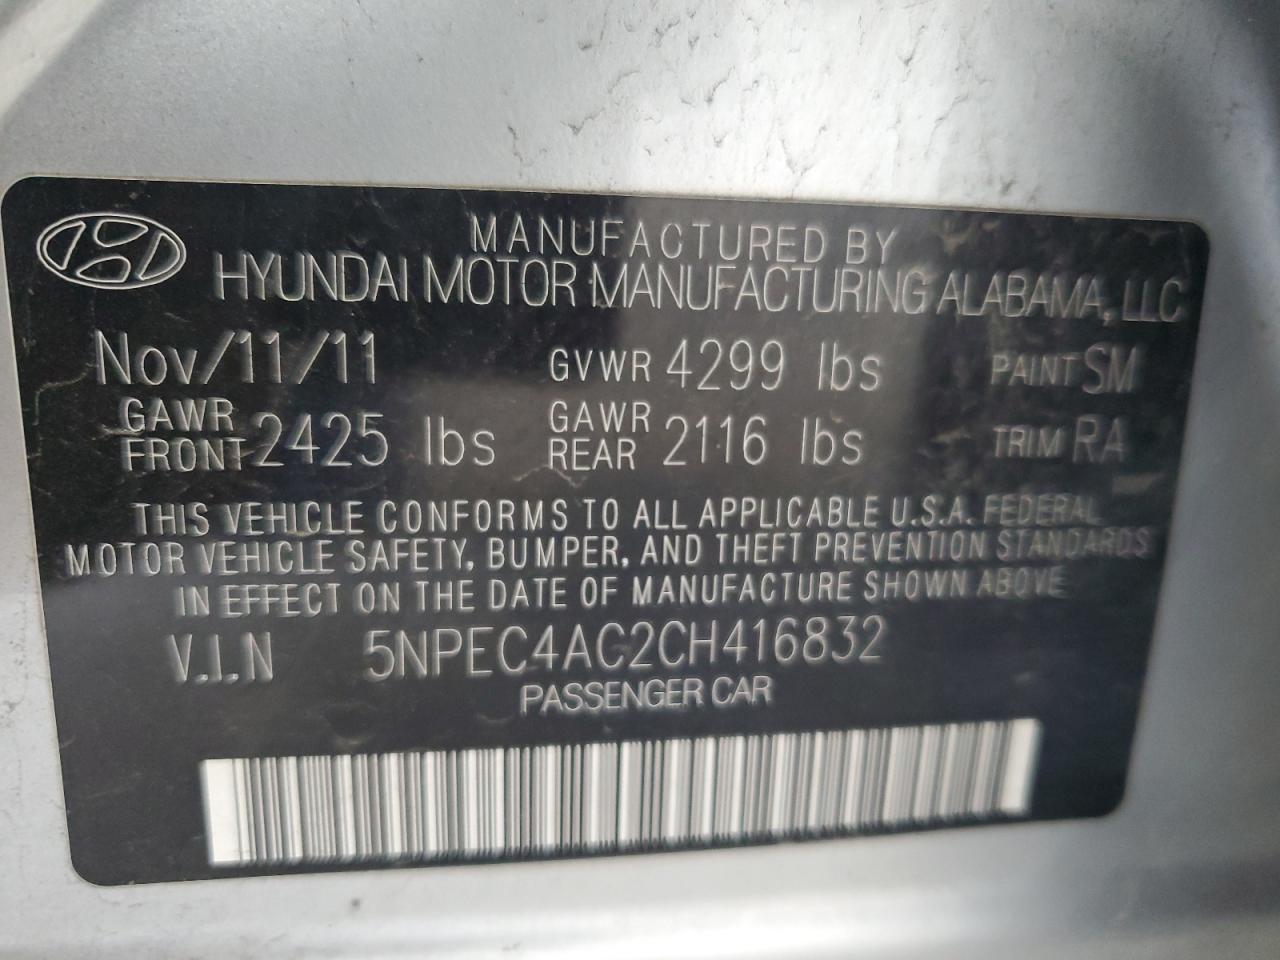 MANUFACTURED BY
HYUNDAI MOTOR MANUFACTURING ALABAMA, LLC
Nov/11/11 GVWR 4299 lbs PAINT SM
GAWR FRONT 2425 lbs GAWR REAR 2116 lbs TRIM RA
THIS VEHICLE CONFORMS TO ALL APPLICABLE U.S.A. FEDERAL
MOTOR VEHICLE SAFETY, BUMPER, AND THEFT PREVENTION STANDARDS
IN EFFECT ON THE DATE OF MANUFACTURE SHOWN ABOVE
V.I.N 5NPEC4AC2CH416832
PASSENGER CAR